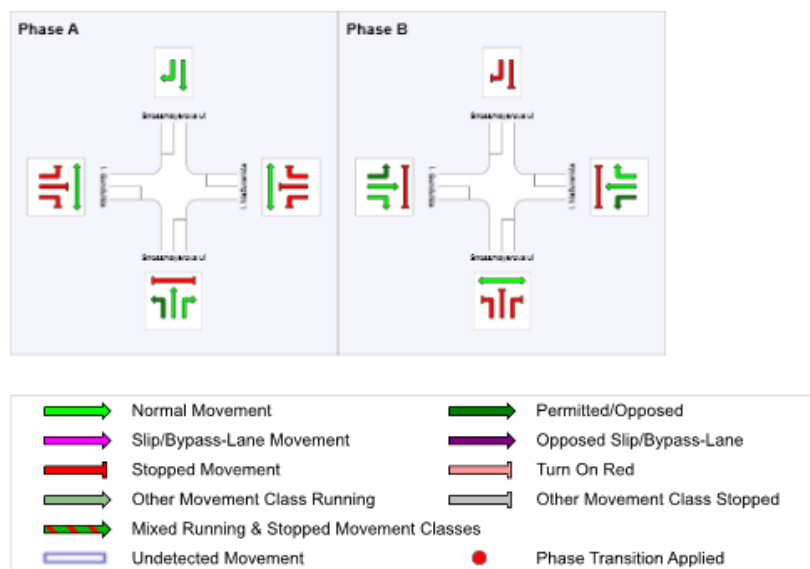 Phase A
Phase B
Normal Movement
Permitted/Opposed
Slip/Bypass-Lane Movement
Opposed Slip/Bypass-Lane
Stopped Movement
Turn On Red
Other Movement Class Running
Other Movement Class Stopped
Mixed Running & Stopped Movement Classes
Undetected Movement
Phase Transition Applied